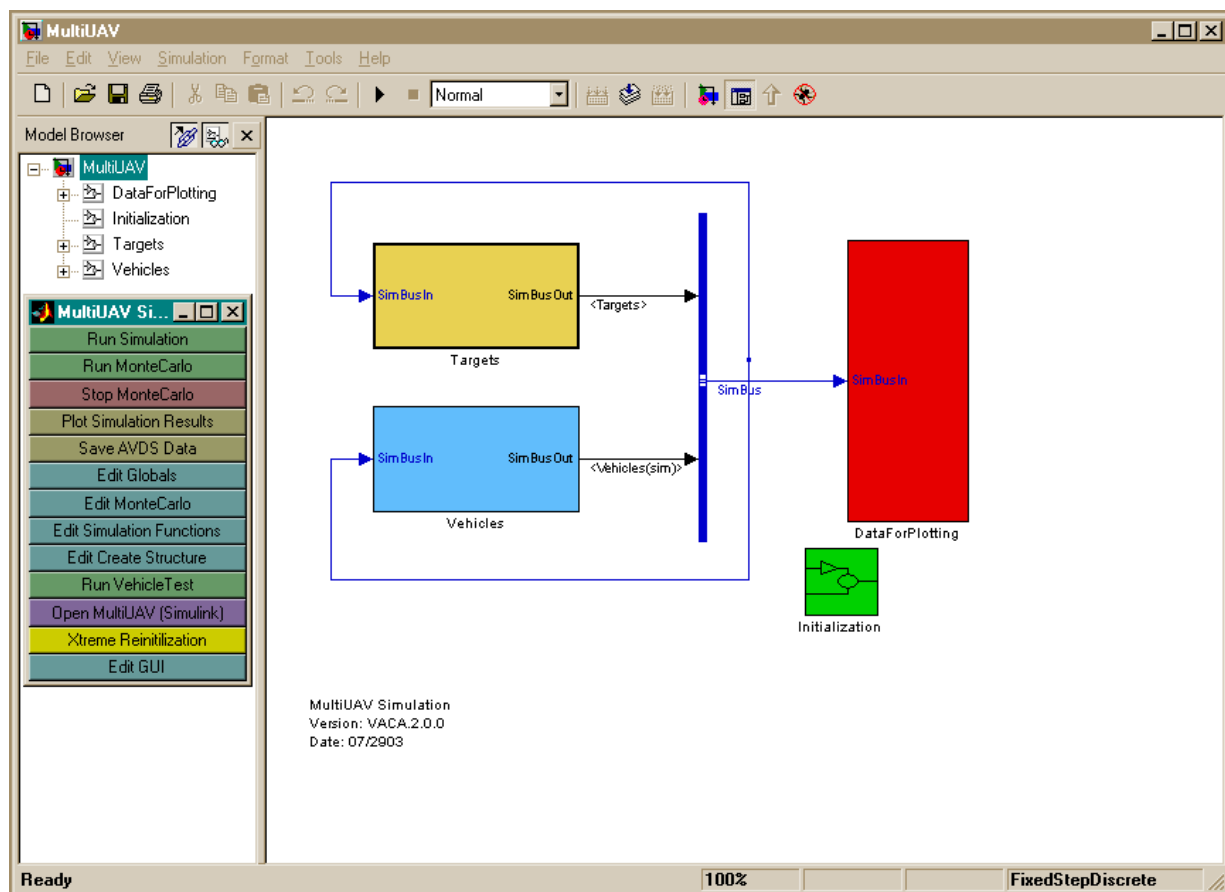 MultiUAV
File Edit View Simulation Format Tools Help
Normal
Model Browser
MultiUAV
DataForPlotting
Initialization
Targets
Vehicles
MultiUAV Si...
Run Simulation
Run MonteCarlo
Stop MonteCarlo
Plot Simulation Results
Save AVDS Data
Edit Globals
Edit MonteCarlo
Edit Simulation Functions
Edit Create Structure
Run VehicleTest
Open MultiUAV (Simulink)
Xtreme Reinitilization
Edit GUI
SimBusIn SimBusOut
<Targets>
Targets
SimBus
SimBusIn
SimBusIn SimBusOut
<Vehicles(sim)>
Vehicles
DataForPlotting
Initialization
MultiUAV Simulation
Version: VACA.2.0.0
Date: 07/2903
Ready 100% FixedStepDiscrete